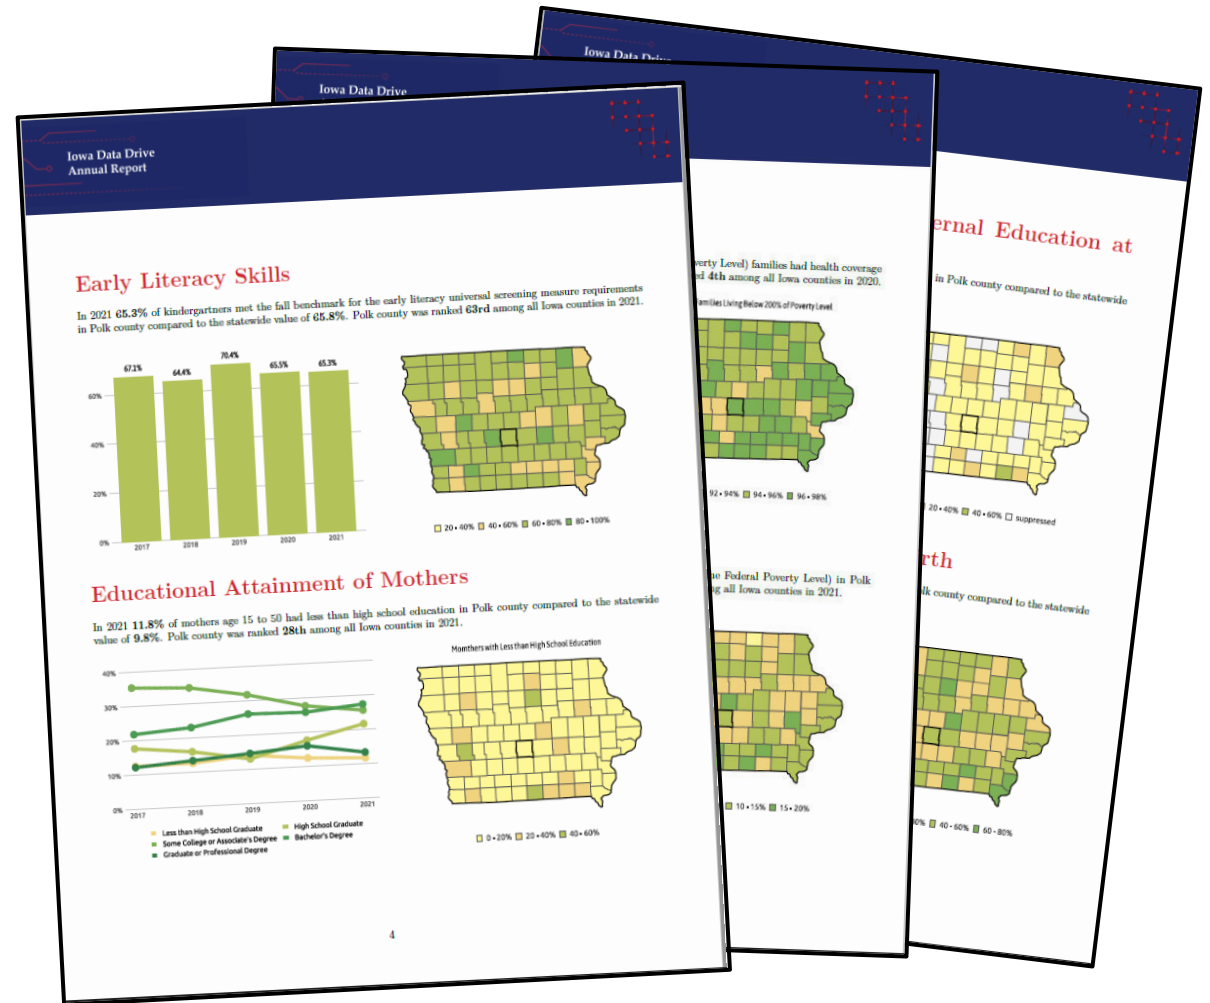 Iowa Data Drive
Annual Report
Early Literacy Skills
In 2021 65.3% of kindergartners met the fall benchmark for the early literacy universal screening measure requirements
in Polk county compared to the statewide value of 65.8%. Polk county was ranked 63rd among all Iowa counties in 2021.
67.1%
64.4%
70.4%
65.5%
65.3%
60%
40%
20%
0%
2017
2018
2019
2020
2021
20 • 40%
40 • 60%
60 • 80%
80 • 100%
Educational Attainment of Mothers
In 2021 11.8% of mothers age 15 to 50 had less than high school education in Polk county compared to the statewide
value of 9.8%. Polk county was ranked 28th among all Iowa counties in 2021.
40%
30%
20%
10%
0%
2017
2018
2019
2020
2021
Less than High School Graduate
High School Graduate
Some College or Associate's Degree
Bachelor's Degree
Graduate or Professional Degree
Momthers with Less than High School Education
0 • 20%
20 • 40%
40 • 60%
4
Iowa Data Drive
verty Level) families had health coverage
ed 4th among all Iowa counties in 2020.
Families Living Below 200% of Poverty Level
92 • 94%
94 • 96%
96 • 98%
he Federal Poverty Level) in Polk
ng all Iowa counties in 2021.
10 • 15%
15 • 20%
Iowa Data Drive
ernal Education at
in Polk county compared to the statewide
20 • 40%
40 • 60%
suppressed
rth
lk county compared to the statewide
40 • 60%
60 • 80%